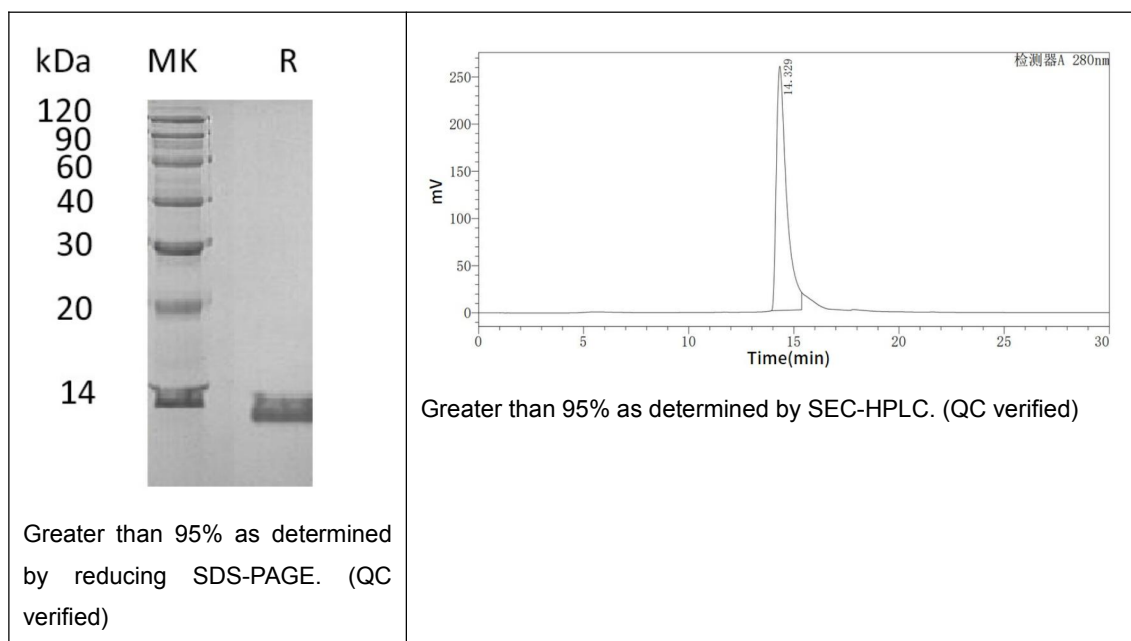 kDa MK R
120
90
60
40
30
20
14
Greater than 95% as determined
by reducing SDS-PAGE. (QC
verified)
检测器A 280nm
14.329
250
200
150
100
50
0
mV
0 5 10 15 20 25 30
Time(min)
Greater than 95% as determined by SEC-HPLC. (QC verified)